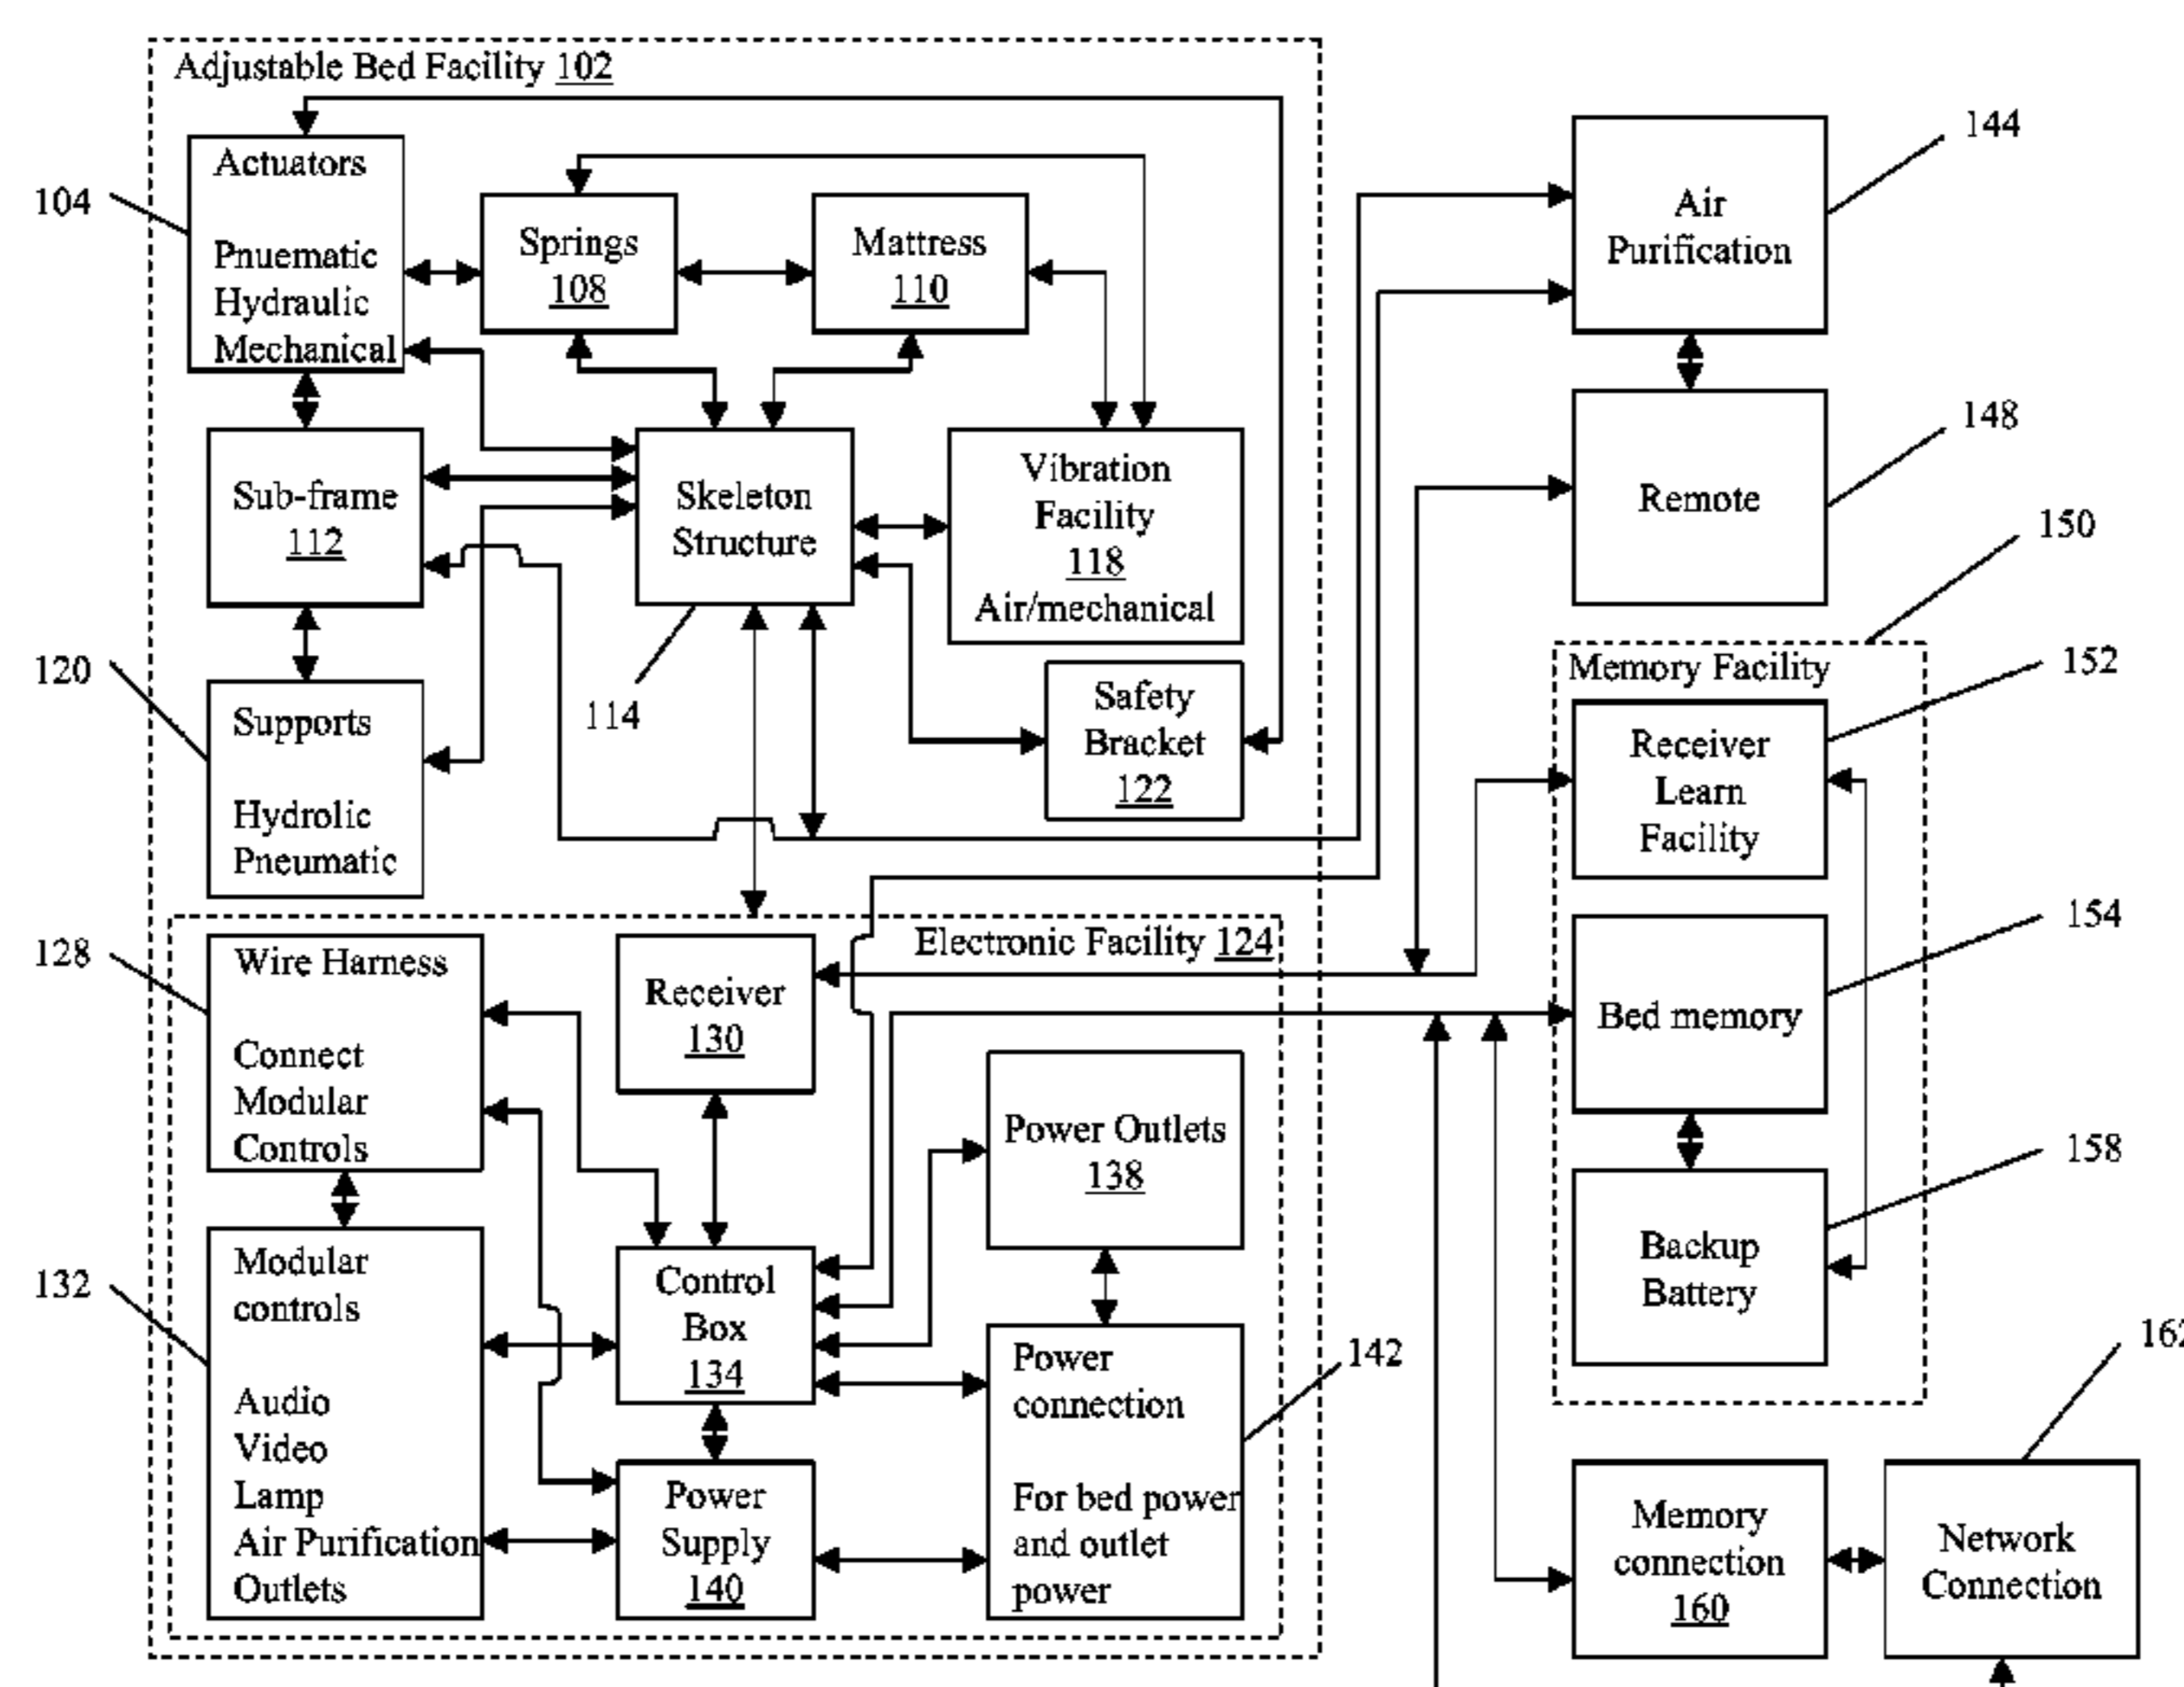 Adjustable Bed Facility 102
104
Actuators
Pnuematic
Hydraulic
Mechanical
Springs
108
Mattress
110
Sub-frame
112
Skeleton
Structure
114
Vibration
Facility
118
Air/mechanical
120
Supports
Hydrolic
Pneumatic
Safety
Bracket
122
Electronic Facility 124
128
Wire Harness
Connect
Modular
Controls
Receiver
130
132
Modular
controls
Audio
Video
Lamp
Air Purification
Outlets
Control
Box
134
Power Outlets
138
Power
Supply
140
Power
connection
For bed power
and outlet
power
142
Air
Purification
144
Remote
148
150
Memory Facility
Receiver
Learn
Facility
152
Bed memory
154
Backup
Battery
158
Memory
connection
160
Network
Connection
162